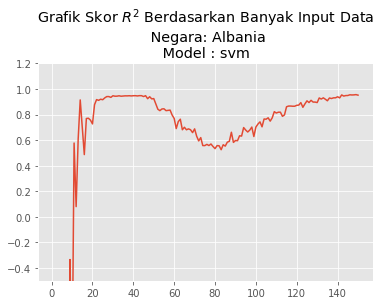 Grafik Skor R² Berdasarkan Banyak Input Data
Negara: Albania
Model : svm
1.2
1.0
0.8
0.6
0.4
0.2
0.0
−0.2
−0.4
0 20 40 60 80 100 120 140